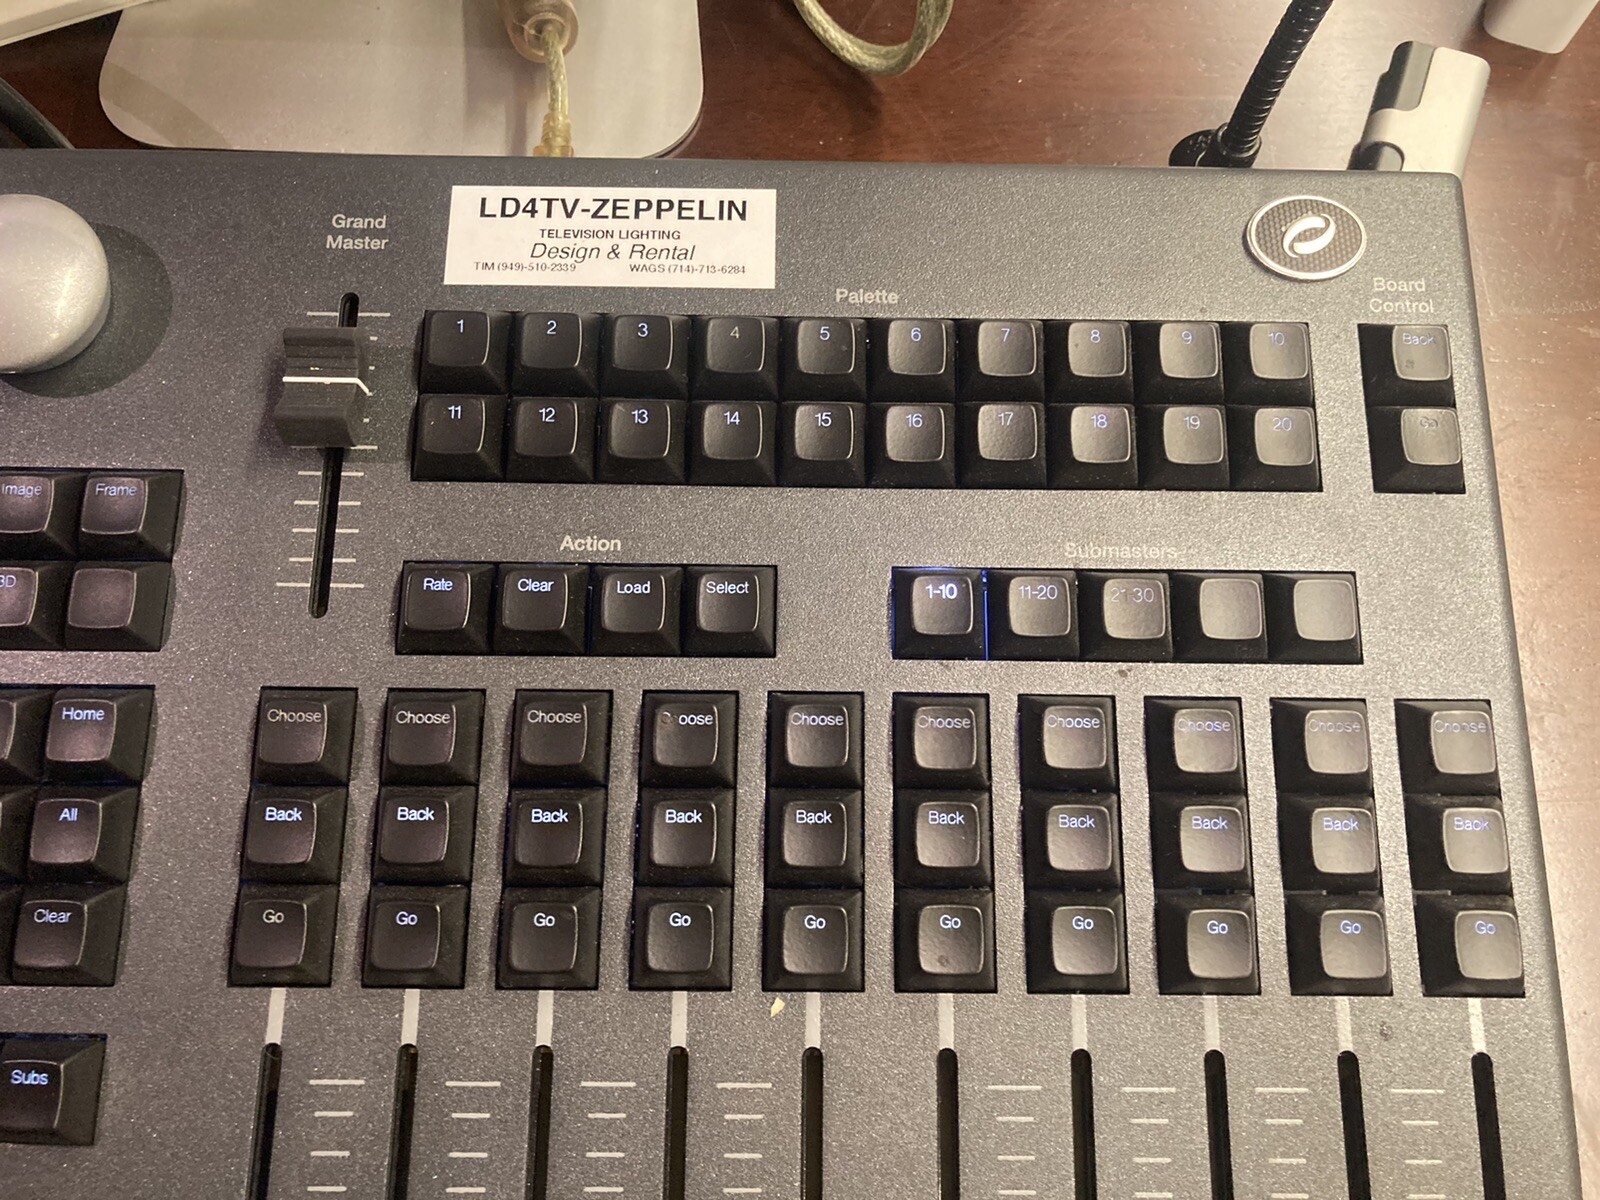 Grand
Master
LD4TV-ZEPPELIN
TELEVISION LIGHTING
Design & Rental
TIM (949)-510-2339 WAGS (714)-713-6284
Palette
Board
Control
1 2 3 4 5 6 7 8 9 10
Back
11 12 13 14 15 16 17 18 19 20
Go
Image Frame
3D
Action
Submasters
Rate Clear Load Select
1-10 11-20 21-30
Home
Choose Choose Choose Choose Choose Choose Choose Choose Choose Choose
All
Back Back Back Back Back Back Back Back Back Back
Clear
Go Go Go Go Go Go Go Go Go Go
Subs